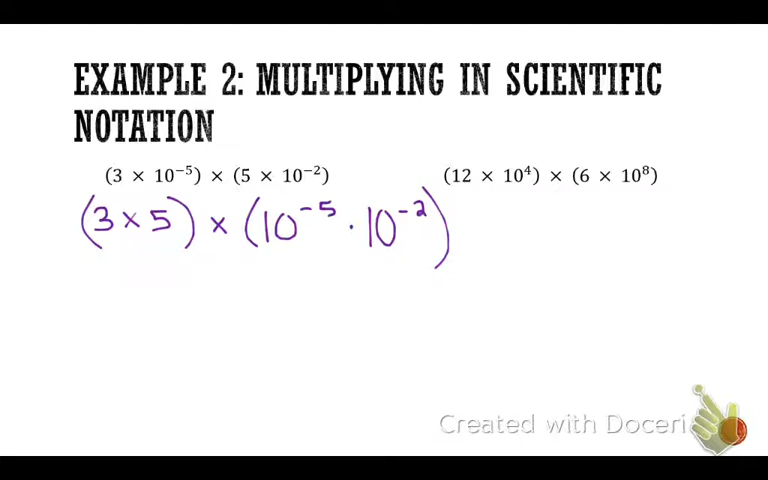 EXAMPLE 2: MULTIPLYING IN SCIENTIFIC
NOTATION
(3 × 10⁻⁵) × (5 × 10⁻²)
(12 × 10⁴) × (6 × 10⁸)
(3 × 5) × (10⁻⁵ · 10⁻²)
Created with Doceri